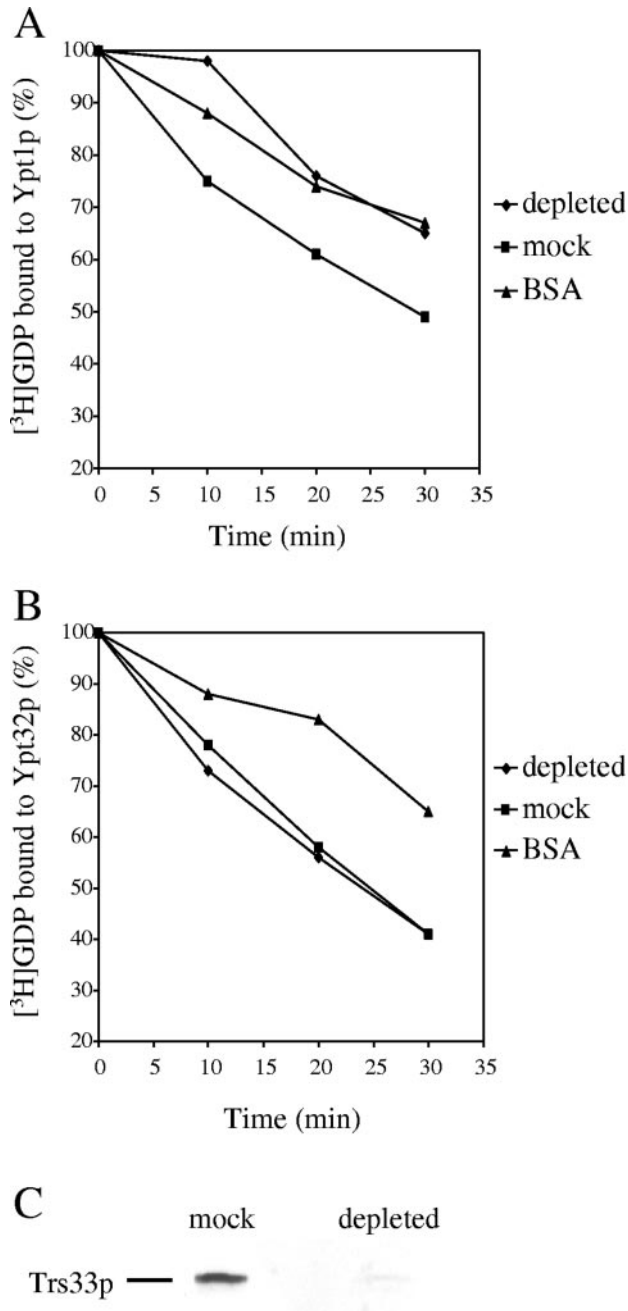 A
[³H]GDP bound to Ypt1p (%)
100
90
80
70
60
50
40
30
20
0 5 10 15 20 25 30 35
Time (min)
depleted
mock
BSA
B
[³H]GDP bound to Ypt32p (%)
100
90
80
70
60
50
40
30
20
0 5 10 15 20 25 30 35
Time (min)
depleted
mock
BSA
C
mock depleted
Trs33p